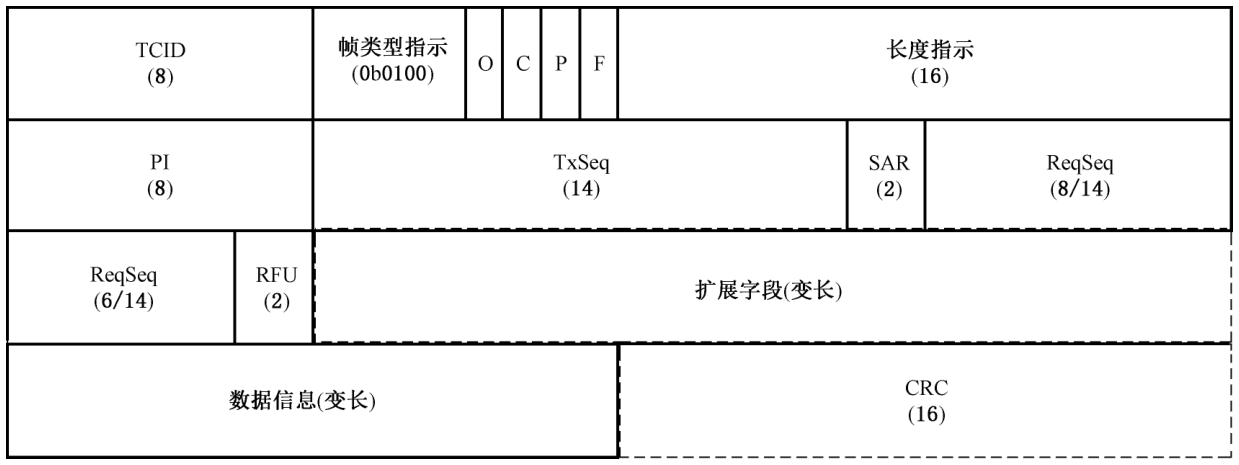 TCID
(8)
帧类型指示
(0b0100)
O
C
P
F
长度指示
(16)
PI
(8)
TxSeq
(14)
SAR
(2)
ReqSeq
(8/14)
ReqSeq
(6/14)
RFU
(2)
扩展字段(变长)
数据信息(变长)
CRC
(16)